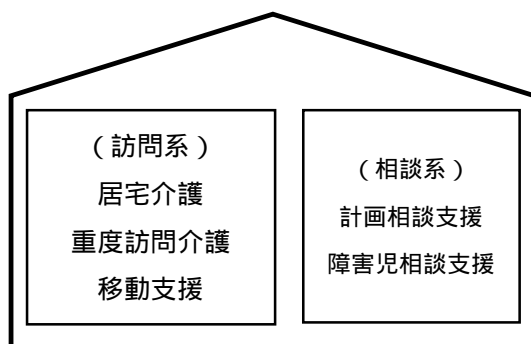 （訪問系）
居宅介護
重度訪問介護
移動支援
（相談系）
計画相談支援
障害児相談支援